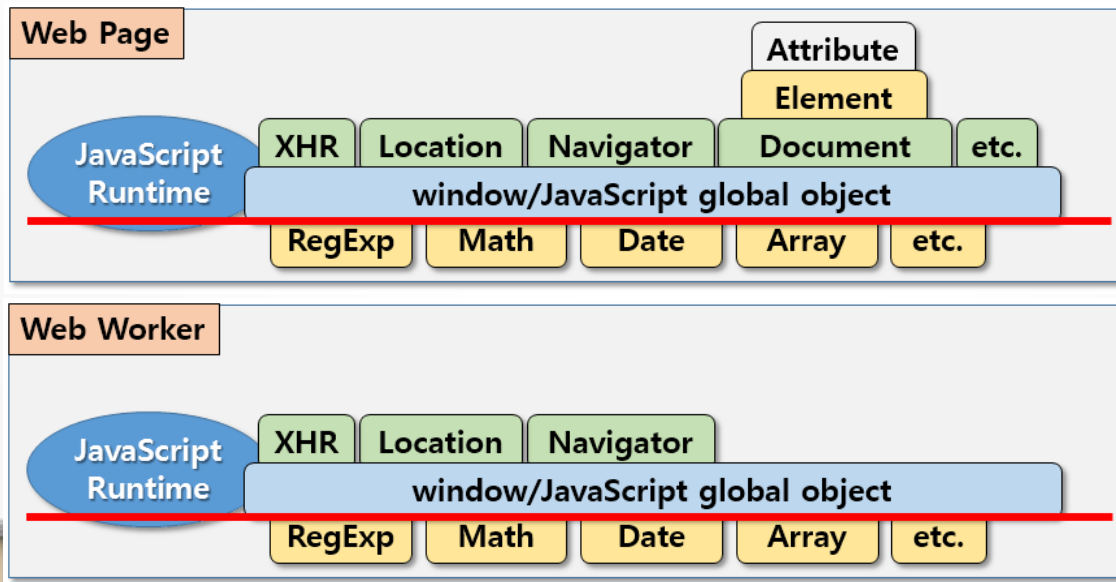 Web Page
Attribute
Element
JavaScript
Runtime
XHR
Location
Navigator
Document
etc.
window/JavaScript global object
RegExp
Math
Date
Array
etc.
Web Worker
JavaScript
Runtime
XHR
Location
Navigator
window/JavaScript global object
RegExp
Math
Date
Array
etc.